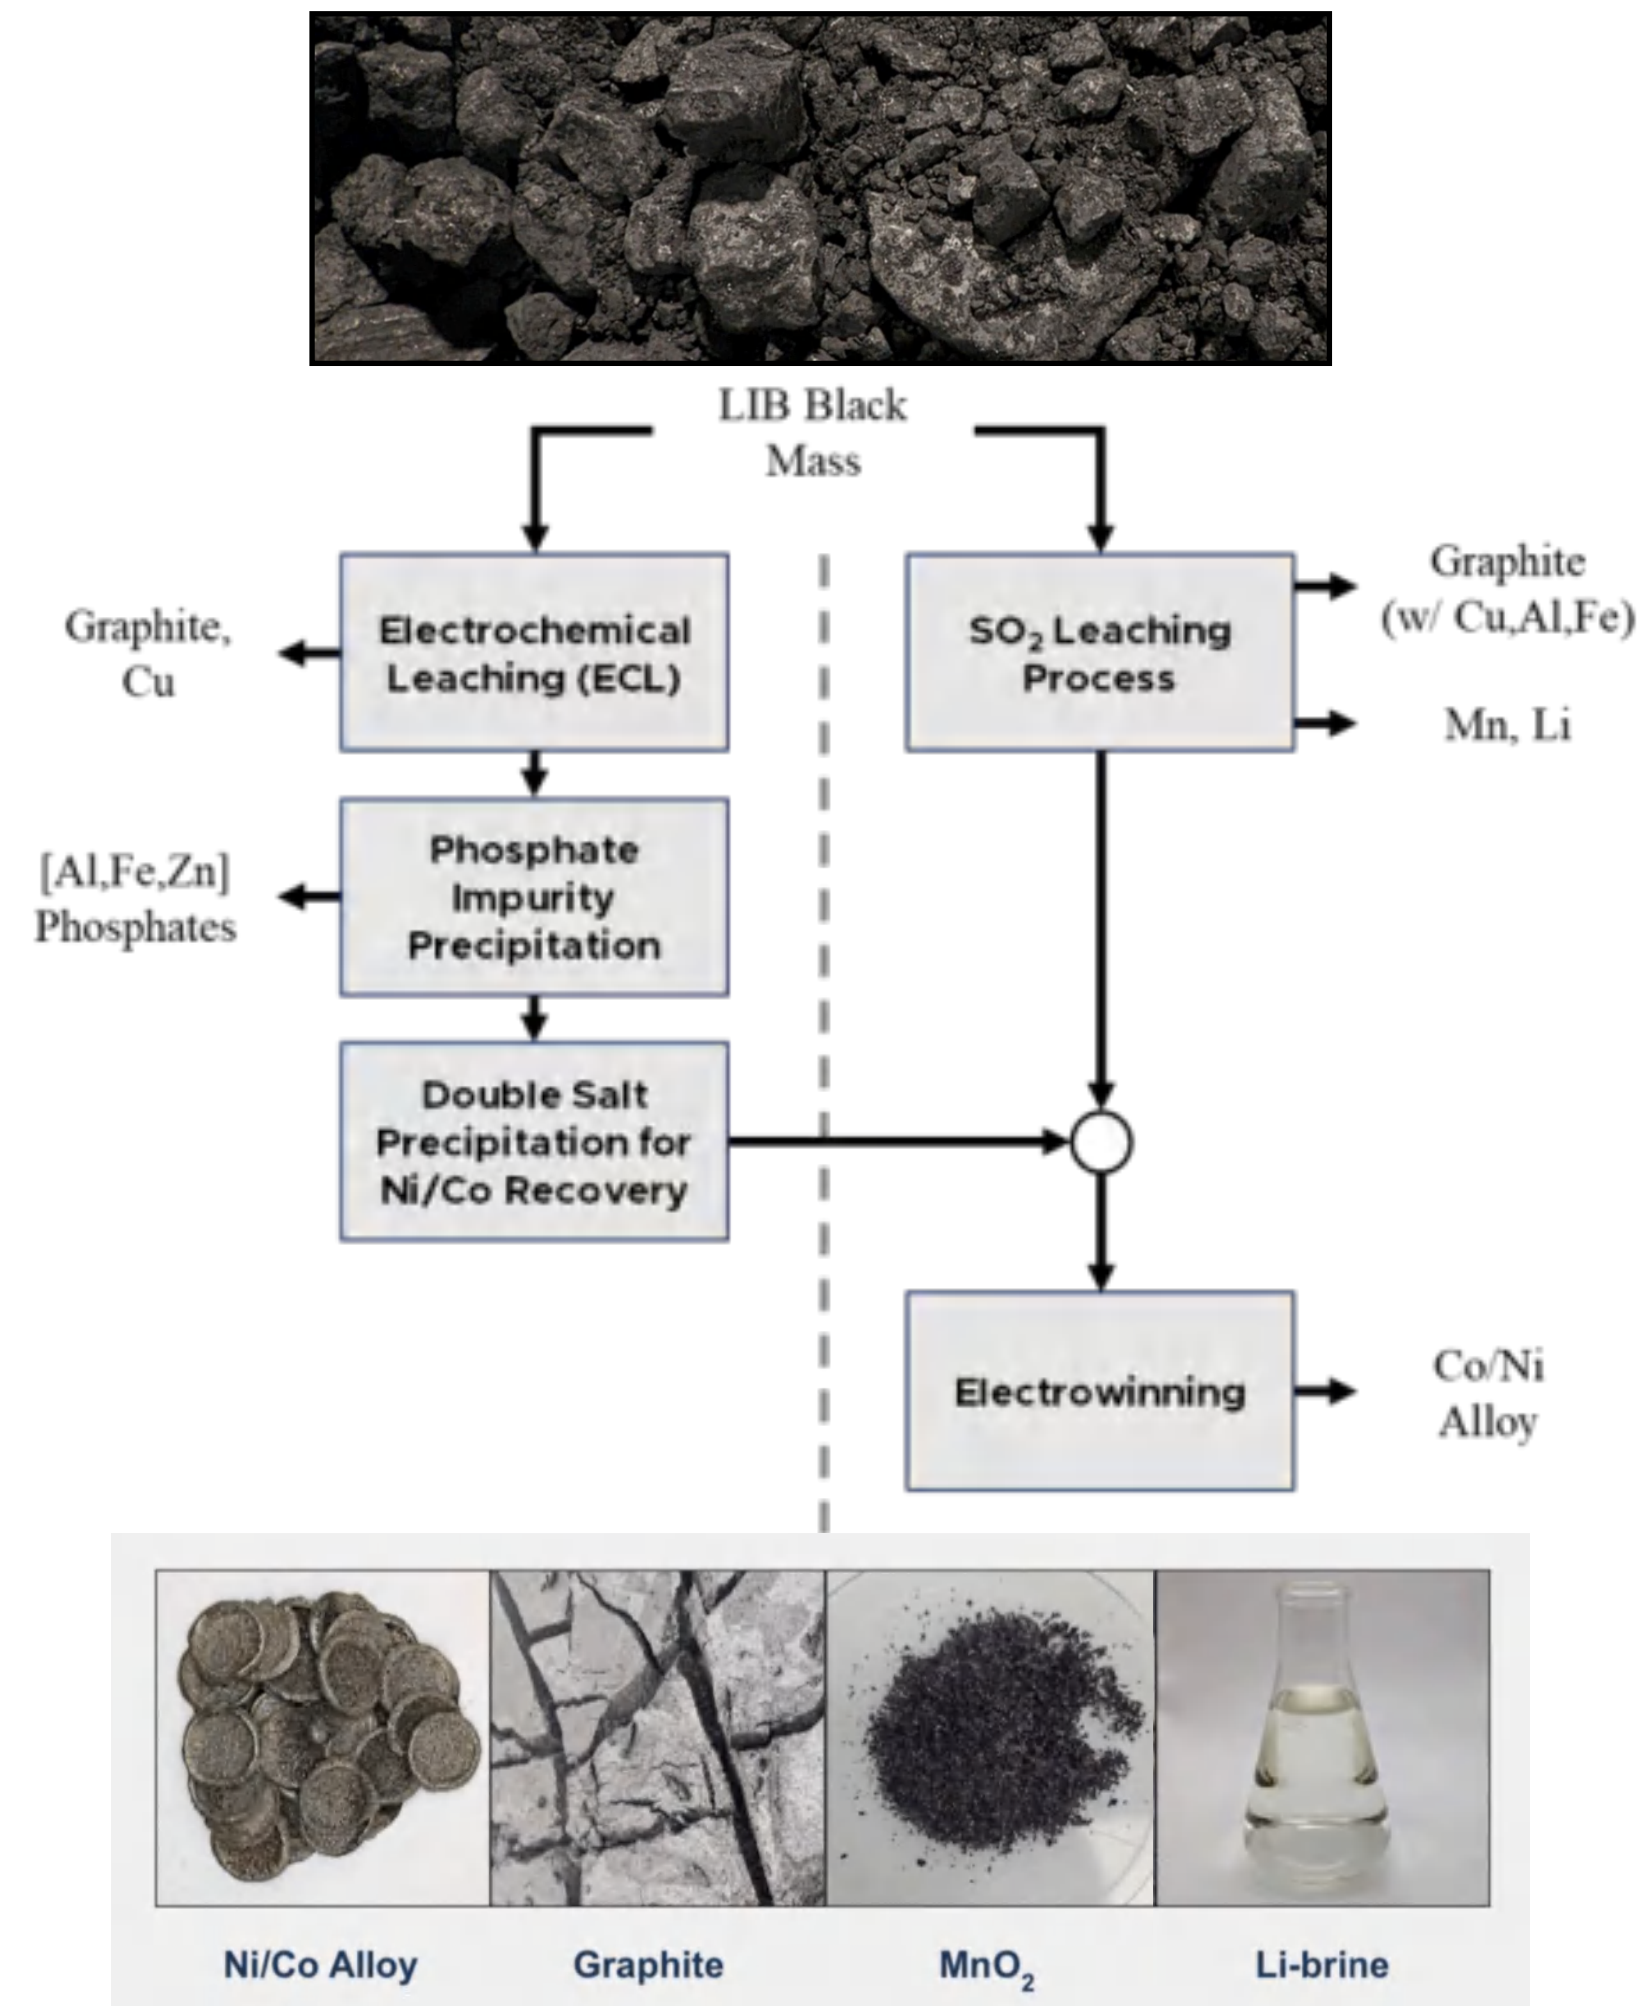 LIB Black
Mass
Electrochemical
Leaching (ECL)
Graphite,
Cu
SO₂ Leaching
Process
Graphite
(w/ Cu,Al,Fe)
Mn, Li
Phosphate
Impurity
Precipitation
[Al,Fe,Zn]
Phosphates
Double Salt
Precipitation for
Ni/Co Recovery
Electrowinning
Co/Ni
Alloy
Ni/Co Alloy
Graphite
MnO₂
Li-brine